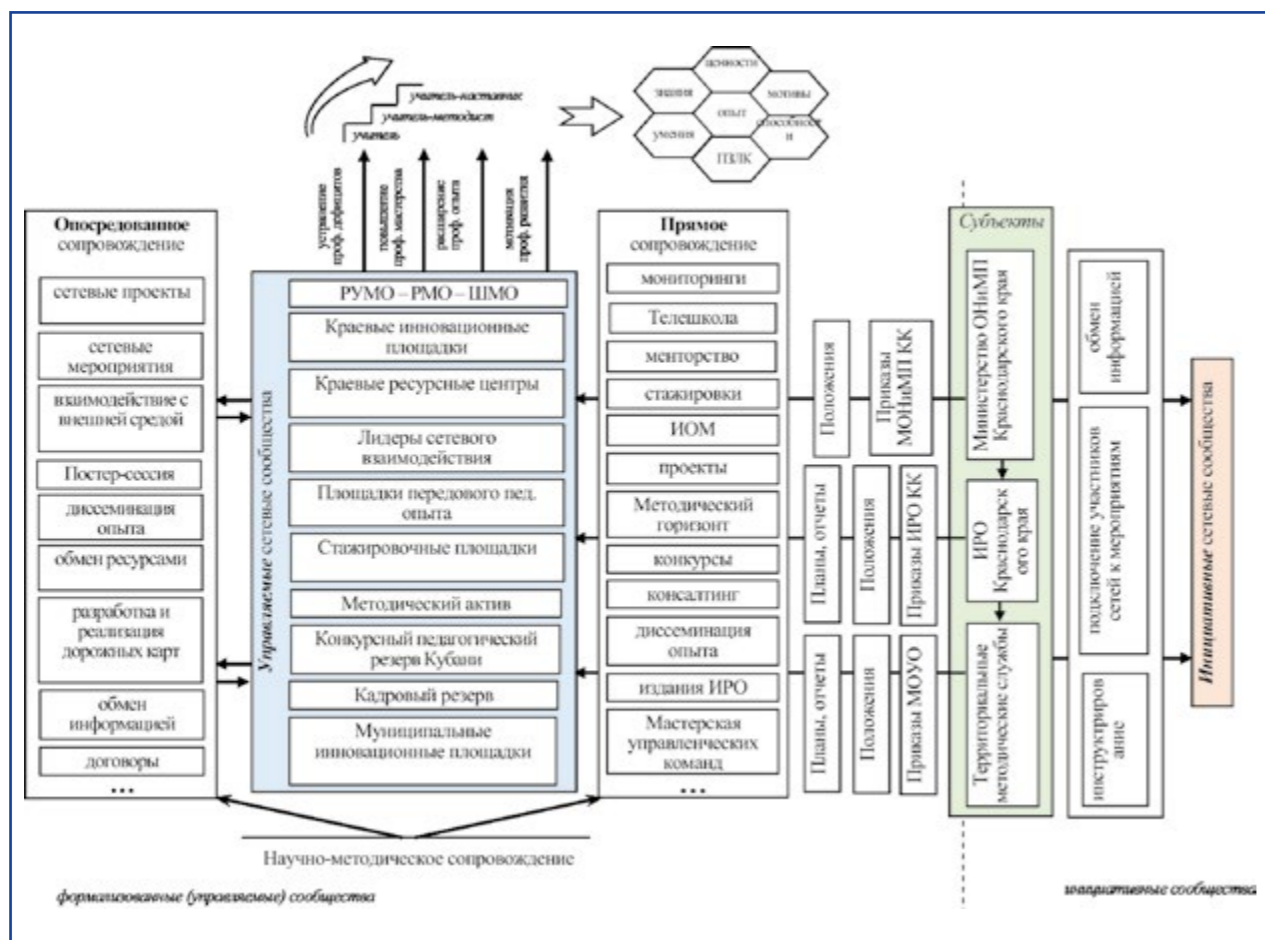 ценности
знания
мотивы
опыт
способност
и
умения
ПЗЛК
учитель-наставник
учитель-методист
учитель
устранение
проф. дефицитов
повышение
проф. мастерства
расширение
проф. опыта
мотивация
проф. развития
Опосредованное
сопровождение
сетевые проекты
сетевые
мероприятия
взаимодействие с
внешней средой
Постер-сессия
диссеминация
опыта
обмен ресурсами
разработка и
реализация
дорожных карт
обмен
информацией
договоры
...
Управляемые сетевые сообщества
РУМО – РМО – ШМО
Краевые инновационные
площадки
Краевые ресурсные центры
Лидеры сетевого
взаимодействия
Площадки передового пед.
опыта
Стажировочные площадки
Методический актив
Конкурсный педагогический
резерв Кубани
Кадровый резерв
Муниципальные
инновационные площадки
Прямое
сопровождение
мониторинги
Телешкола
менторство
стажировки
ИОМ
проекты
Методический
горизонт
конкурсы
консалтинг
диссеминация
опыта
издания ИРО
Мастерская
управленческих
команд
...
Положения
Приказы
МОНиМП КК
Планы, отчеты
Положения
Приказы ИРО КК
Планы, отчеты
Положения
Приказы МОУО
Субъекты
Министерство ОНиМП
Краснодарского края
ИРО
Краснодарск
ого края
Территориальные
методические службы
обмен
информацией
подключение участников
сетей к мероприятиям
инструктриров
ание
Инициативные сетевые сообщества
Научно-методическое сопровождение
формализованные (управляемые) сообщества
инициативные сообщества